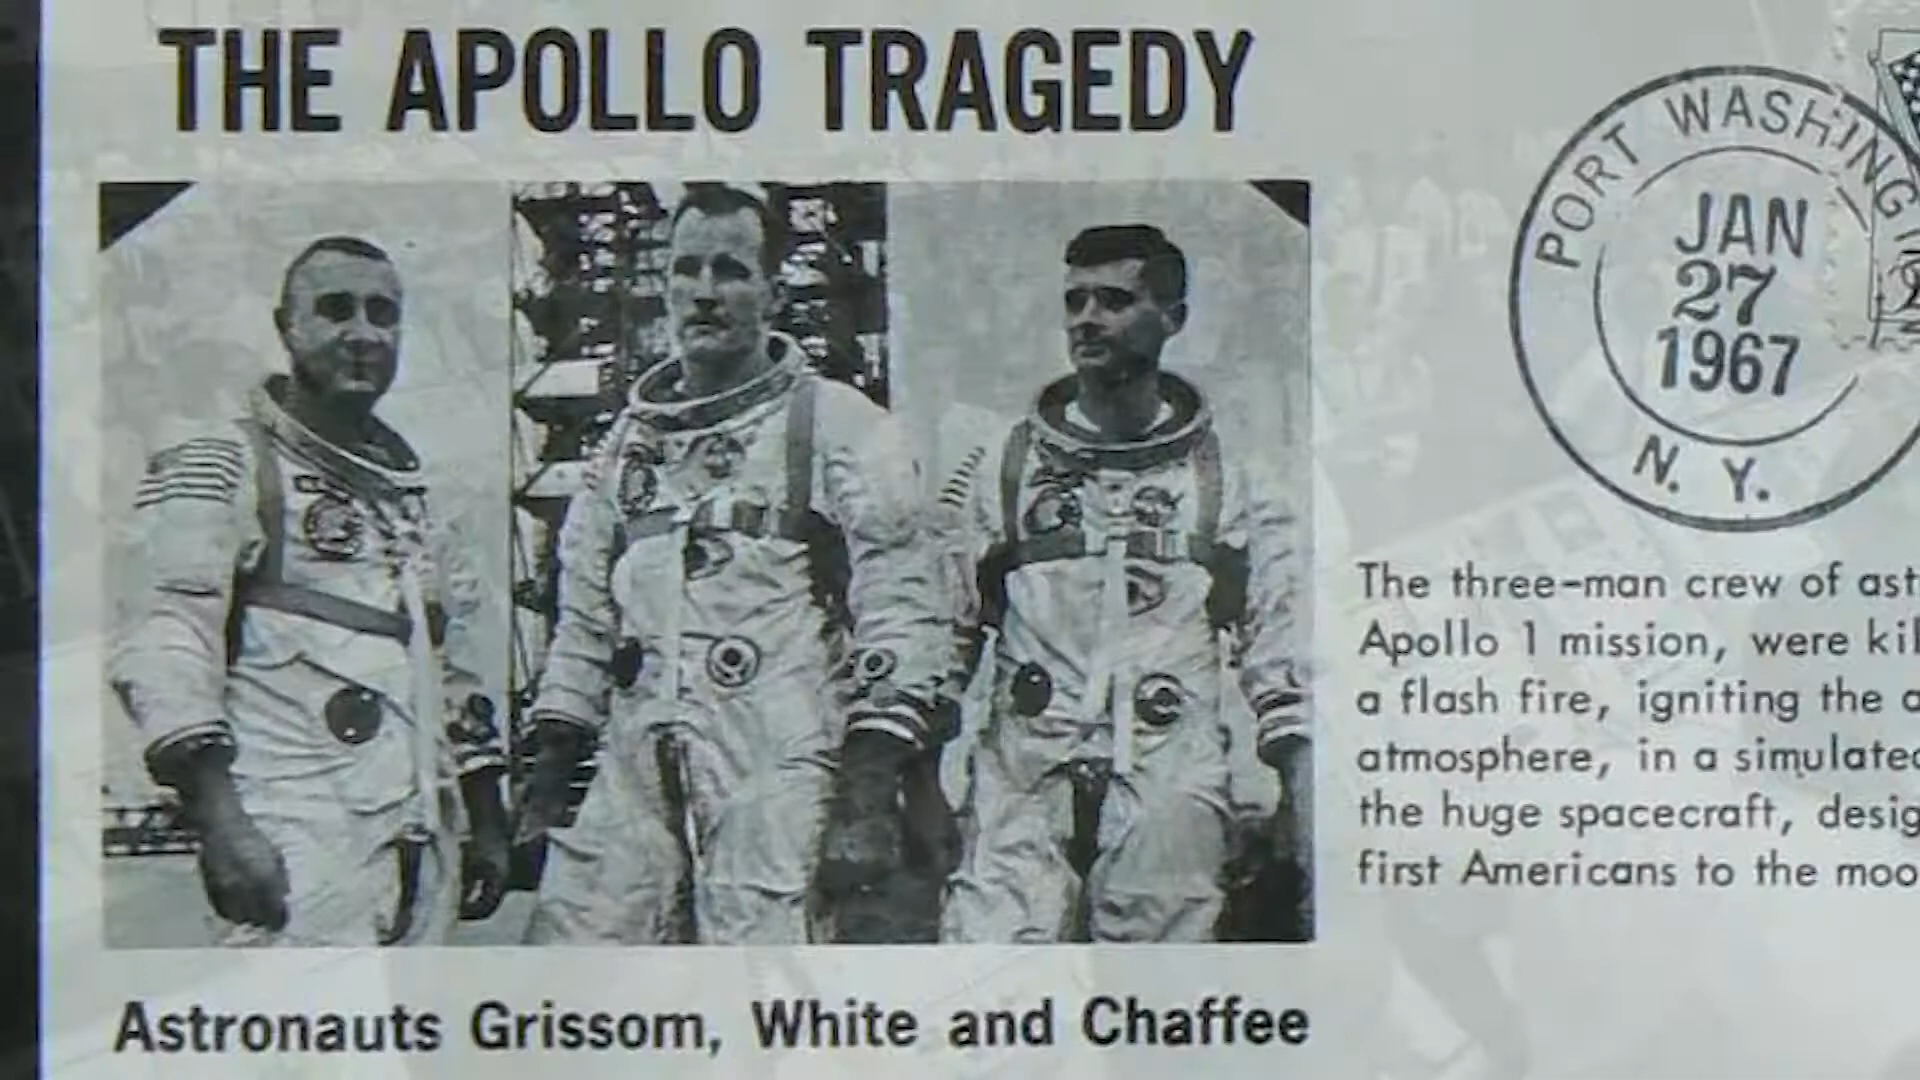 THE APOLLO TRAGEDY
PORT WASHING
JAN
27
1967
N. Y.
The three-man crew of ast
Apollo 1 mission, were kil
a flash fire, igniting the a
atmosphere, in a simulated
the huge spacecraft, desig
first Americans to the moo
Astronauts Grissom, White and Chaffee